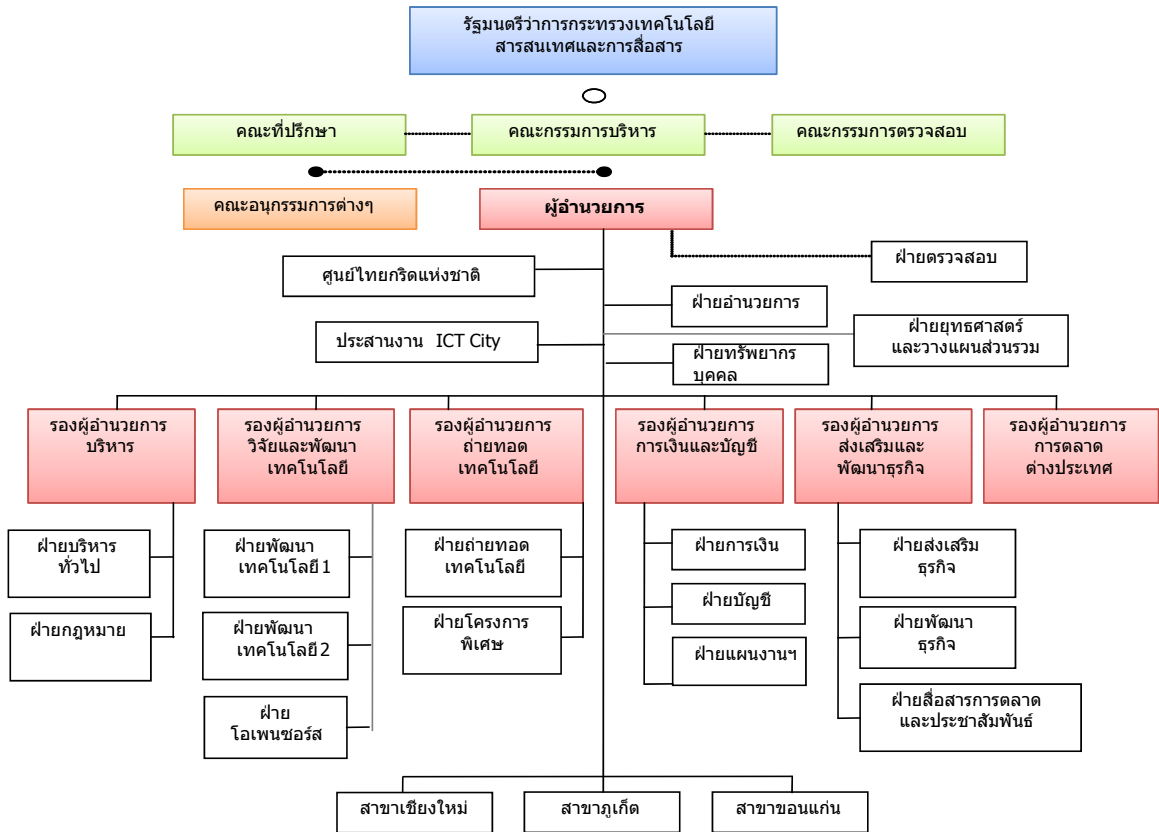 รัฐมนตรีว่าการกระทรวงเทคโนโลยี
สารสนเทศและการสื่อสาร
คณะที่ปรึกษา
คณะกรรมการบริหาร
คณะกรรมการตรวจสอบ
คณะอนุกรรมการต่างๆ
ผู้อำนวยการ
ฝ่ายตรวจสอบ
ศูนย์ไทยกริดแห่งชาติ
ฝ่ายอำนวยการ
ประสานงาน ICT City
ฝ่ายยุทธศาสตร์
และวางแผนส่วนรวม
ฝ่ายทรัพยากร
บุคคล
รองผู้อำนวยการ
บริหาร
รองผู้อำนวยการ
วิจัยและพัฒนา
เทคโนโลยี
รองผู้อำนวยการ
ถ่ายทอด
เทคโนโลยี
รองผู้อำนวยการ
การเงินและบัญชี
รองผู้อำนวยการ
ส่งเสริมและ
พัฒนาธุรกิจ
รองผู้อำนวยการ
การตลาด
ต่างประเทศ
ฝ่ายบริหาร
ทั่วไป
ฝ่ายกฎหมาย
ฝ่ายพัฒนา
เทคโนโลยี1
ฝ่ายพัฒนา
เทคโนโลยี2
ฝ่าย
โอเพนซอร์ส
ฝ่ายถ่ายทอด
เทคโนโลยี
ฝ่ายโครงการ
พิเศษ
ฝ่ายการเงิน
ฝ่ายบัญชี
ฝ่ายแผนงานฯ
ฝ่ายส่งเสริม
ธุรกิจ
ฝ่ายพัฒนา
ธุรกิจ
ฝ่ายสื่อสารการตลาด
และประชาสัมพันธ์
สาขาเชียงใหม่
สาขาภูเก็ต
สาขาขอนแก่น